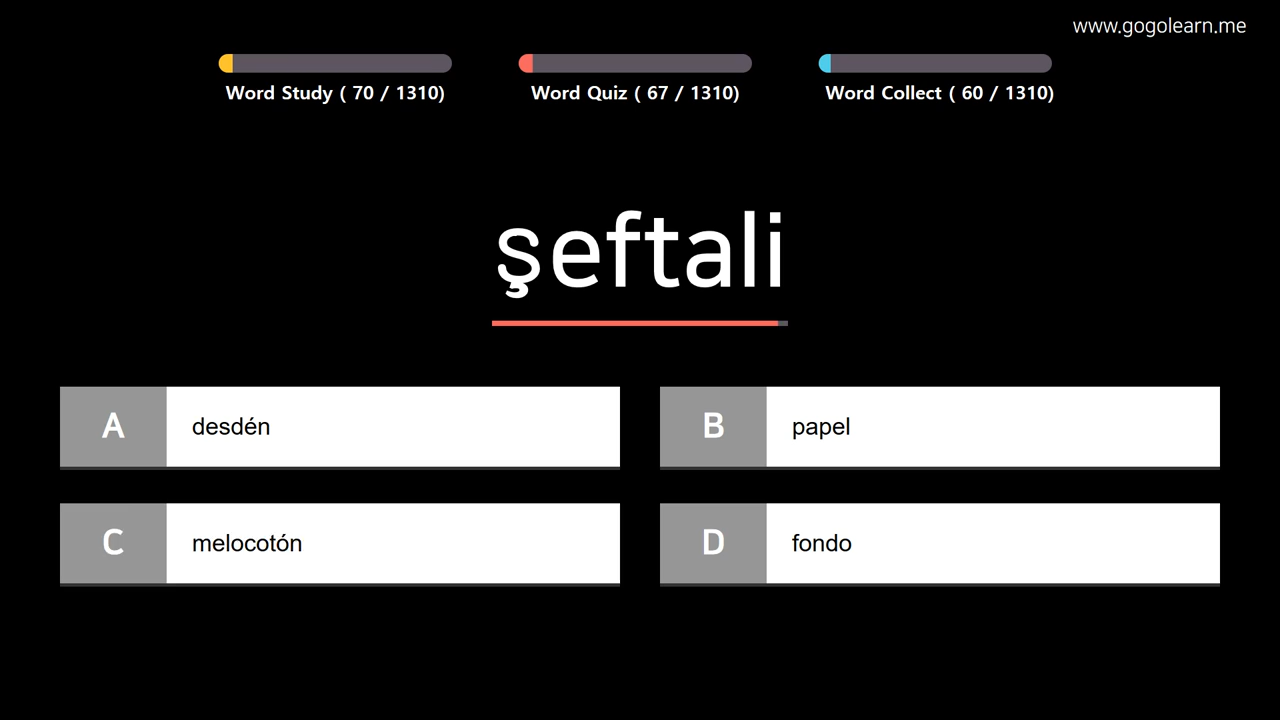 www.gogolearn.me
Word Study ( 70 / 1310)
Word Quiz ( 67 / 1310)
Word Collect ( 60 / 1310)
şeftali
A desdén
B papel
C melocotón
D fondo